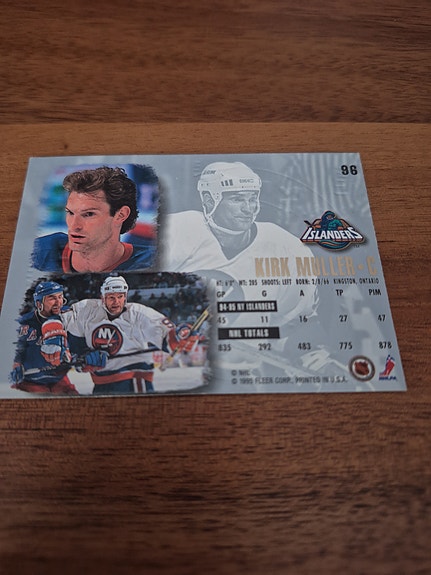 96
ISLANDERS
KIRK MULLER • C
HT: 6'0" WT: 205 SHOOTS: LEFT BORN: 2/8/66 KINGSTON, ONTARIO
GP G A TP PIM
94-95 NY ISLANDERS
45 11 16 27 47
NHL TOTALS
835 292 483 775 878
© NHL
© 1995 FLEER CORP., PRINTED IN U.S.A.
NHLPA
NY